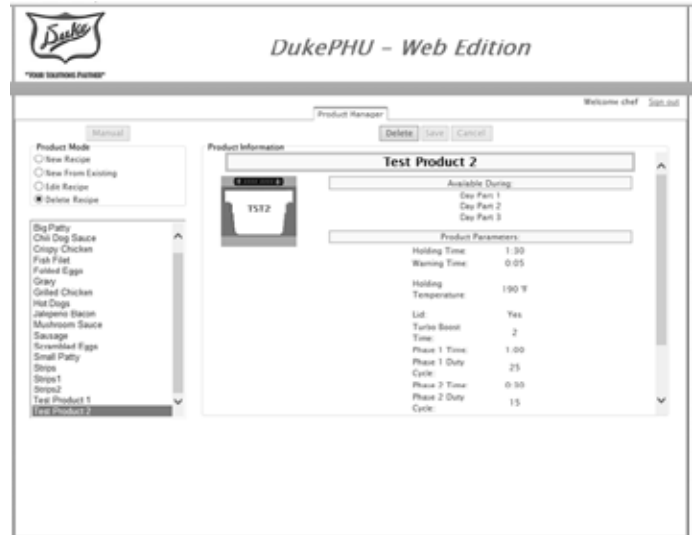 Duke
"YOUR SOLUTIONS PARTNER"
DukePHU - Web Edition
Welcome chef Sign out
Product Manager
Manual
Delete Save Cancel
Product Mode
New Recipe
New From Existing
Edit Recipe
Delete Recipe
Big Patty
Chili Dog Sauce
Crispy Chicken
Fish Filet
Folded Eggs
Gravy
Grilled Chicken
Hot Dogs
Jalepeno Bacon
Mushroom Sauce
Sausage
Scrambled Eggs
Small Patty
Strips
Strips1
Strips2
Test Product 1
Test Product 2
Product Information
Test Product 2
TST2
Available During:
Day Part 1
Day Part 2
Day Part 3
Product Parameters:
Holding Time: 1:30
Warning Time: 0:05
Holding
Temperature: 190 °F
Lid: Yes
Turbo Boost
Time: 2
Phase 1 Time: 1:00
Phase 1 Duty
Cycle: 25
Phase 2 Time: 0:30
Phase 2 Duty
Cycle: 15